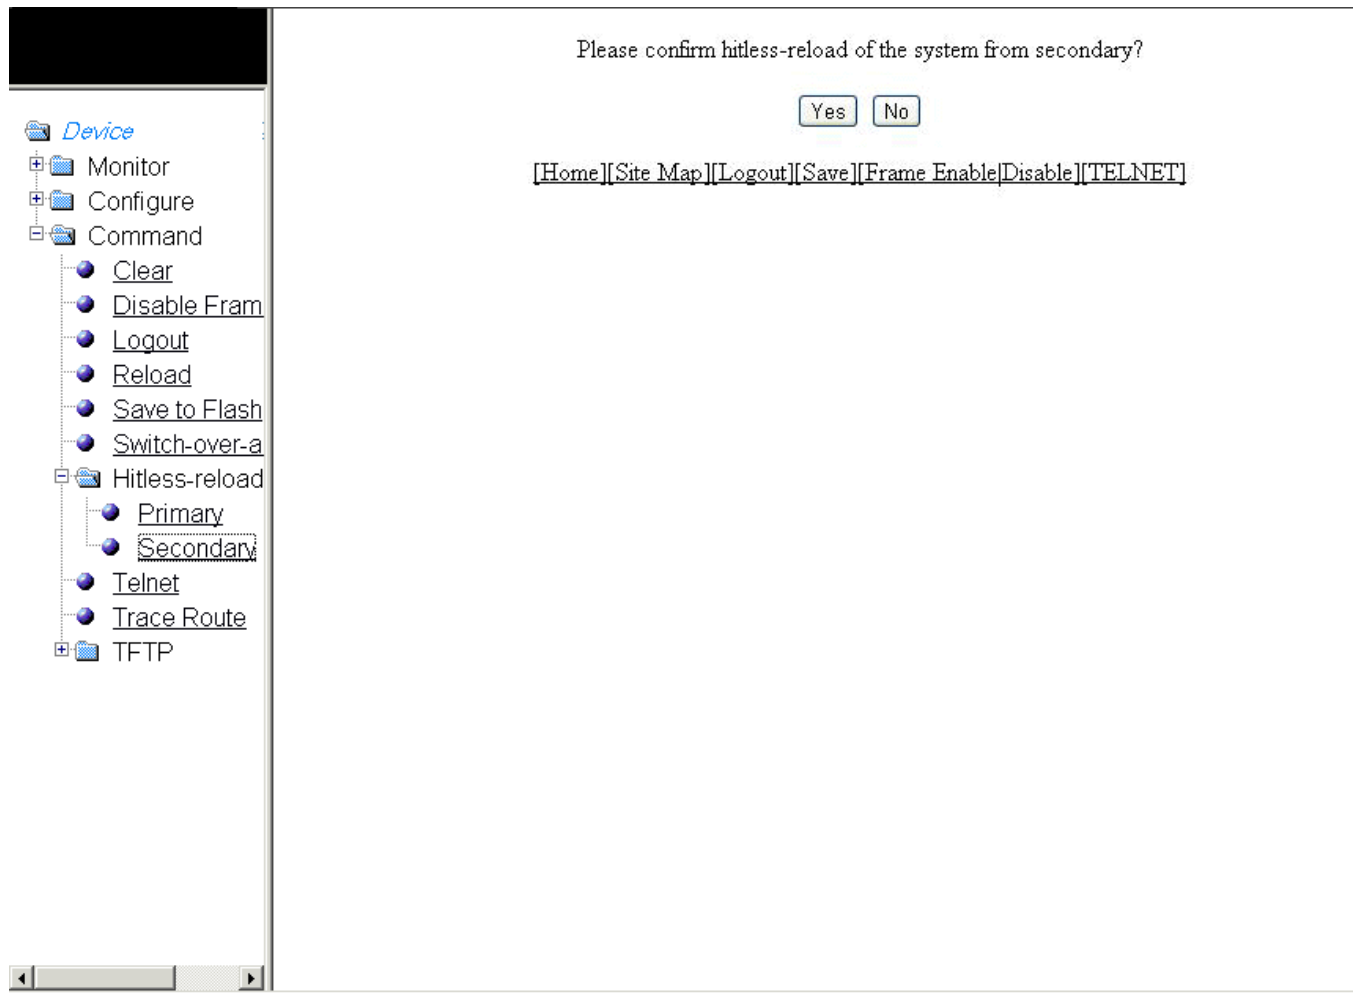 Please confirm hitless-reload of the system from secondary?
Yes No
[Home][Site Map][Logout][Save][Frame Enable|Disable][TELNET]
Device
Monitor
Configure
Command
Clear
Disable Fram
Logout
Reload
Save to Flash
Switch-over-a
Hitless-reload
Primary
Secondary
Telnet
Trace Route
TFTP